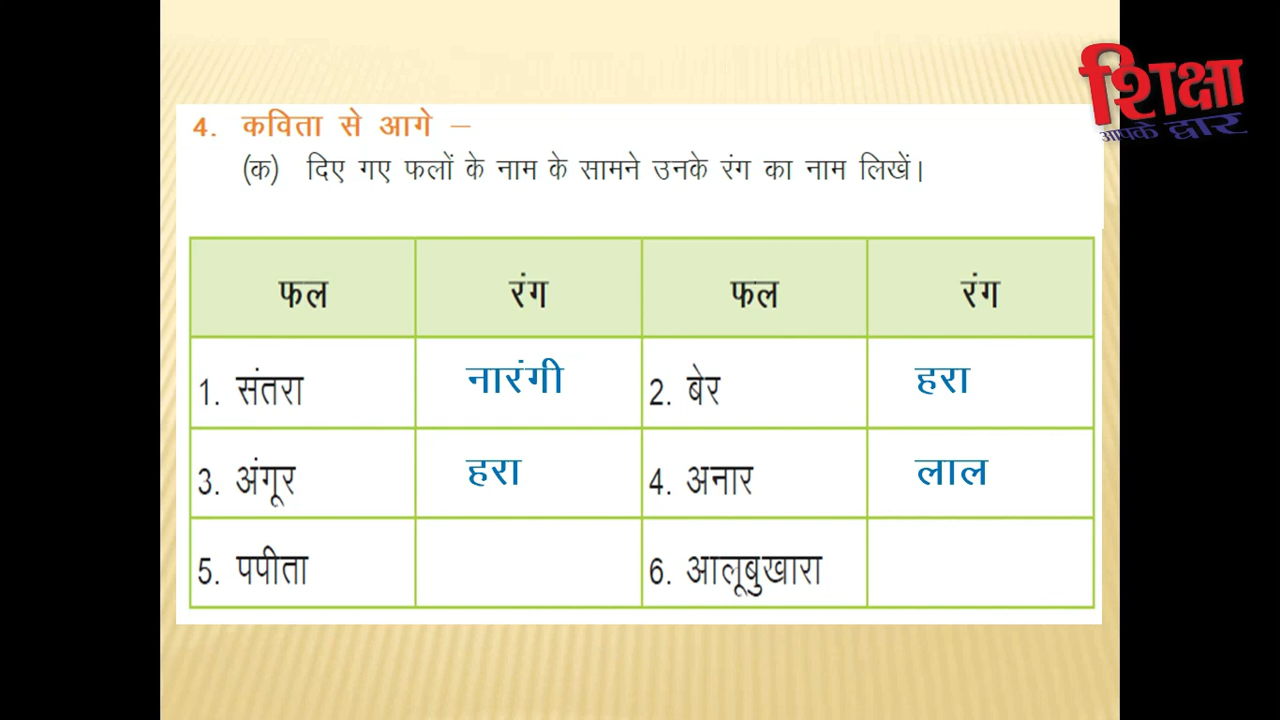 शिक्षा
आपके द्वार
4. कविता से आगे –
(क) दिए गए फलों के नाम के सामने उनके रंग का नाम लिखें।
फल रंग फल रंग
1. संतरा नारंगी 2. बेर हरा
3. अंगूर हरा 4. अनार लाल
5. पपीता 6. आलूबुखारा